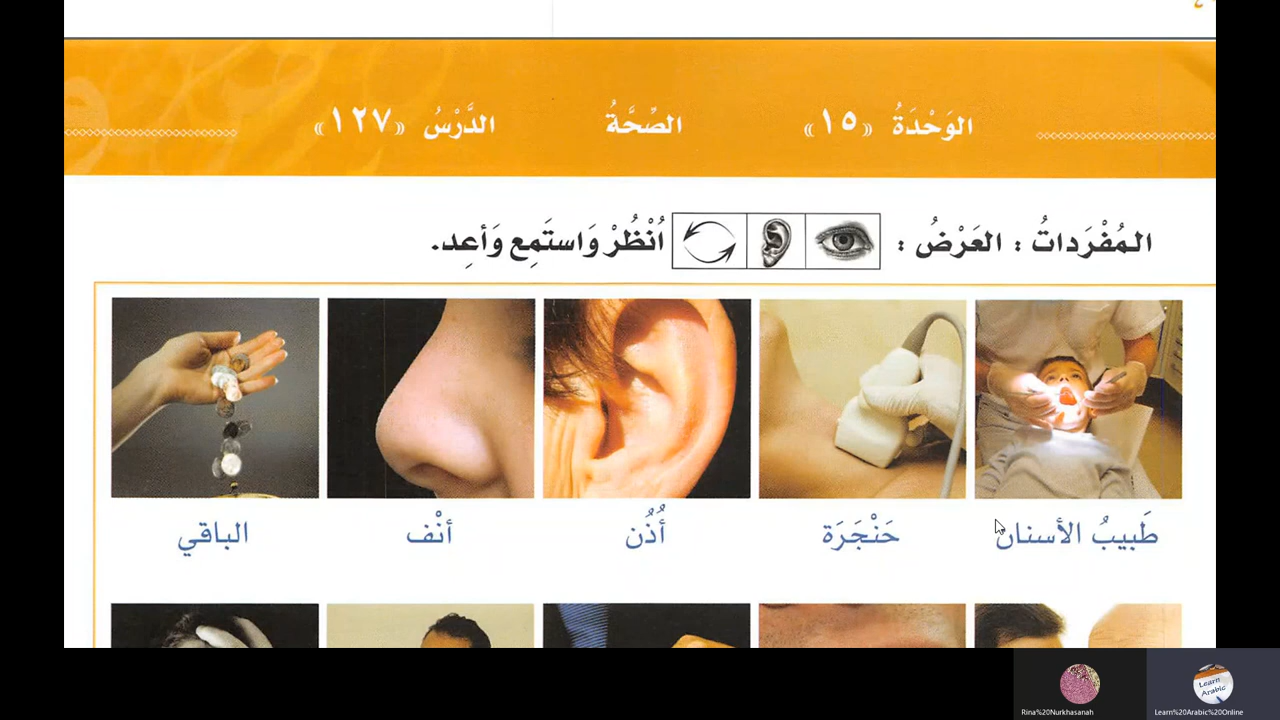 الوَحْدَةُ «١٥» الصُحَّةُ الدَّرْسُ «١٢٧»
المُفْرَداتُ : العَرْضُ : اُنْظُرْ وَاستَمِع وَأعِد.
طَبيبُ الأسنان حَنْجَرَة أُذُن أنْف الباقي
Rina%20Nurkhasanah
Learn Arabic
Learn%20Arabic%20Online